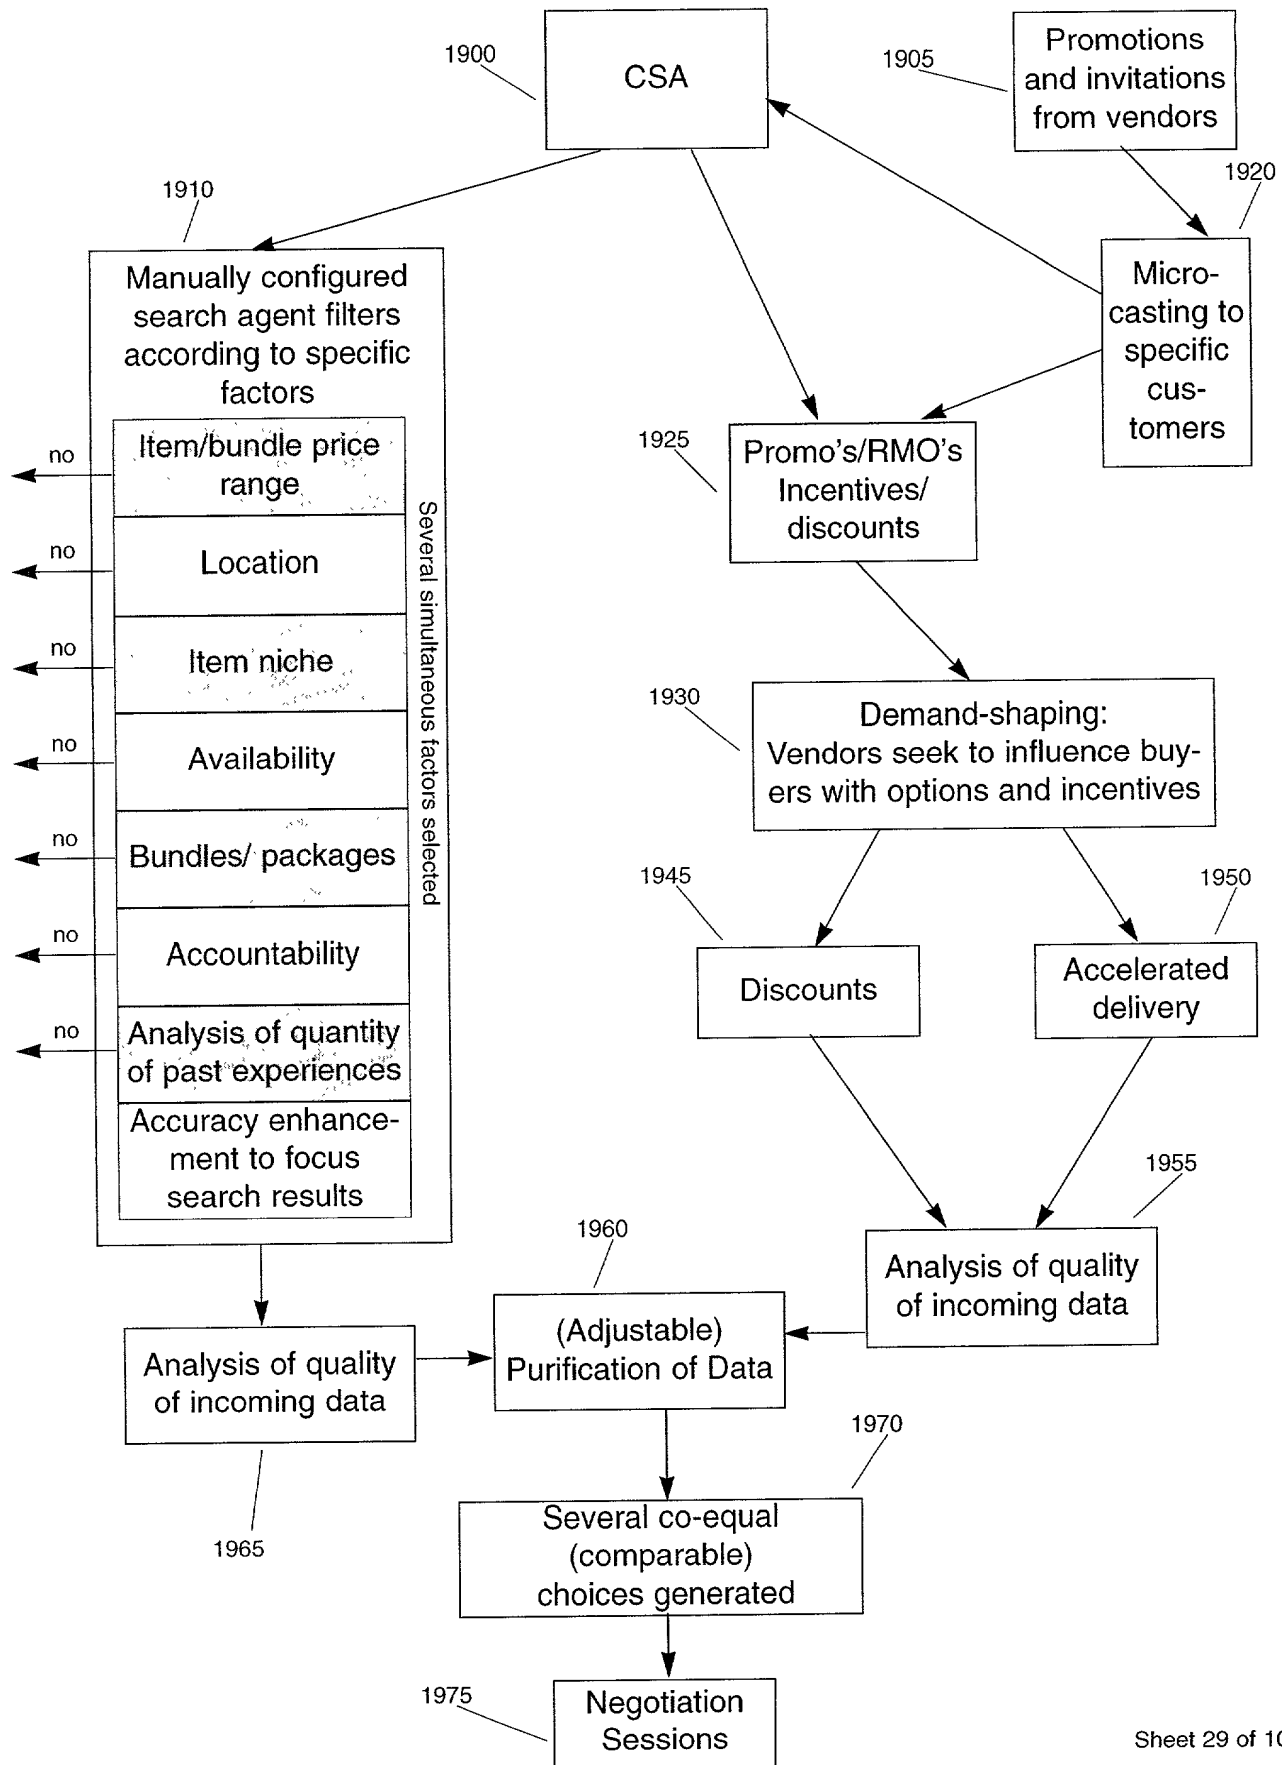 1900
CSA
1905
Promotions
and invitations
from vendors
1910
1920
Manually configured
search agent filters
according to specific
factors
Micro-
casting to
specific
cus-
tomers
no
Item/bundle price
range
no
Location
no
Item niche
no
Availability
no
Bundles/ packages
no
Accountability
no
Analysis of quantity
of past experiences
Accuracy enhance-
ment to focus
search results
Several simultaneous factors selected
1925
Promo's/RMO's
Incentives/
discounts
1930
Demand-shaping:
Vendors seek to influence buy-
ers with options and incentives
1945
Discounts
1950
Accelerated
delivery
1955
Analysis of quality
of incoming data
1960
(Adjustable)
Purification of Data
Analysis of quality
of incoming data
1965
1970
Several co-equal
(comparable)
choices generated
1975
Negotiation
Sessions
Sheet 29 of 10